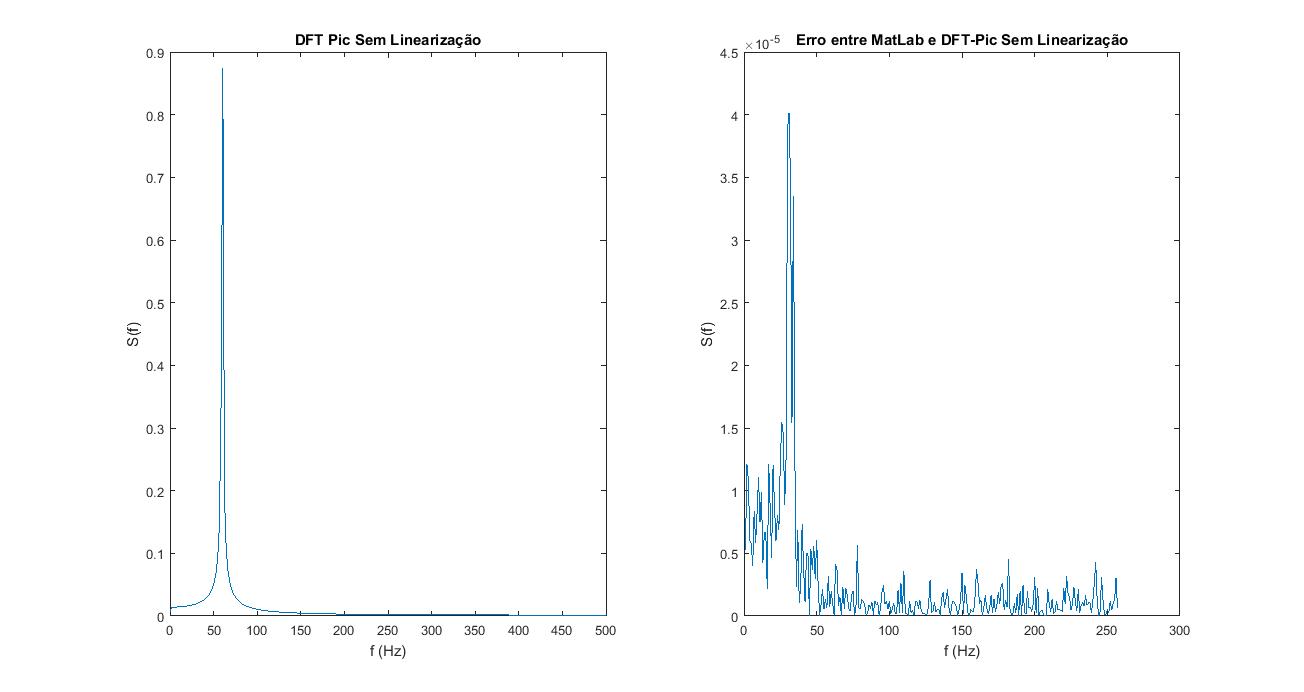 DFT Pic Sem Linearização
0.9
0.8
0.7
0.6
0.5
0.4
0.3
0.2
0.1
0
S(f)
0 50 100 150 200 250 300 350 400 450 500
f (Hz)
Erro entre MatLab e DFT-Pic Sem Linearização
×10⁻⁵
4.5
4
3.5
3
2.5
2
1.5
1
0.5
0
S(f)
0 50 100 150 200 250 300
f (Hz)